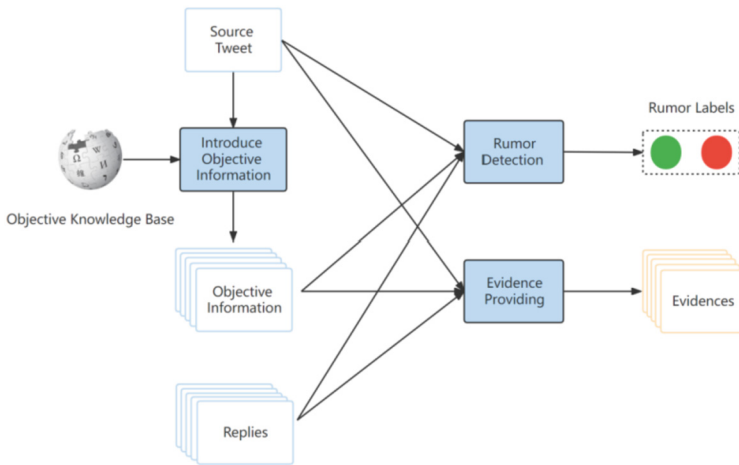 Source
Tweet
Rumor Labels
Introduce
Objective
Information
Rumor
Detection
Objective Knowledge Base
Objective
Information
Evidence
Providing
Evidences
Replies